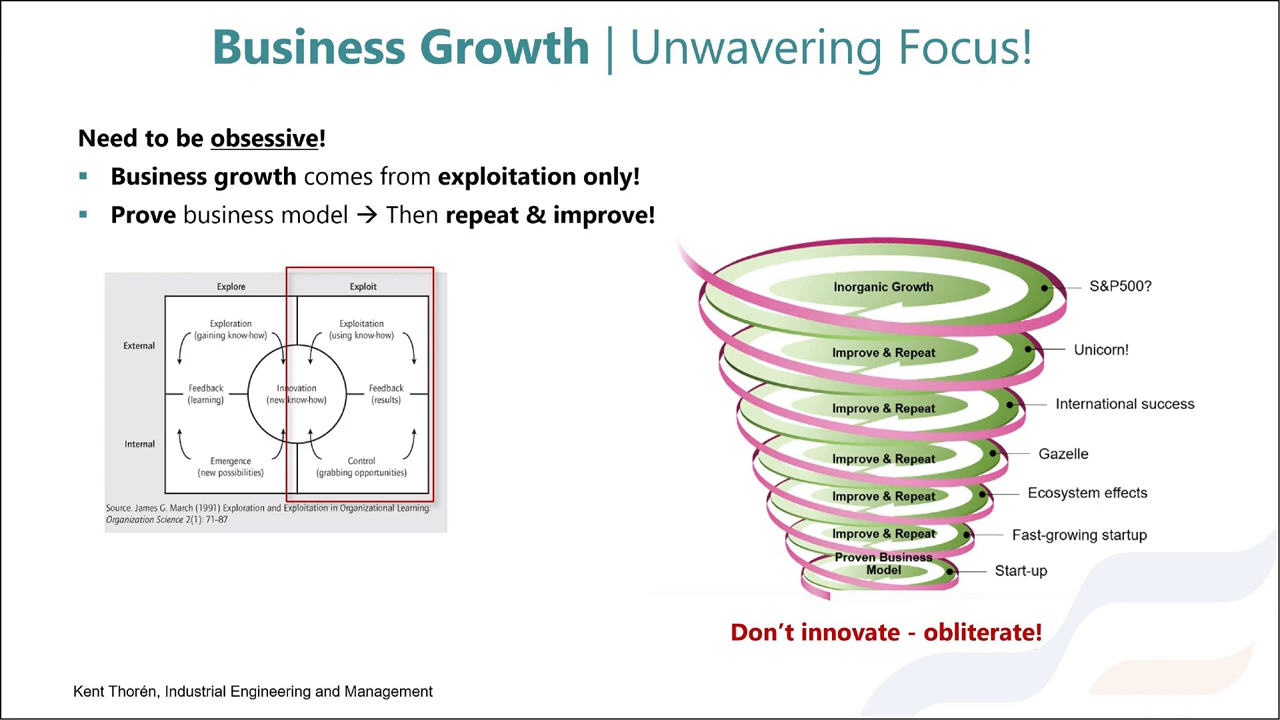 Business Growth | Unwavering Focus!
Need to be obsessive!
▪ Business growth comes from exploitation only!
▪ Prove business model → Then repeat & improve!
Explore
Exploit
External
Internal
Exploration
(gaining know-how)
Exploitation
(using know-how)
Feedback
(learning)
Innovation
(new know-how)
Feedback
(results)
Emergence
(new possibilities)
Control
(grabbing opportunities)
Source. James G. March (1991) Exploration and Exploitation in Organizational Learning.
Organization Science 2(1): 71–87
Inorganic Growth
S&P500?
Improve & Repeat
Unicorn!
Improve & Repeat
International success
Improve & Repeat
Gazelle
Improve & Repeat
Ecosystem effects
Improve & Repeat
Fast-growing startup
Proven Business
Model
Start-up
Don’t innovate - obliterate!
Kent Thorén, Industrial Engineering and Management